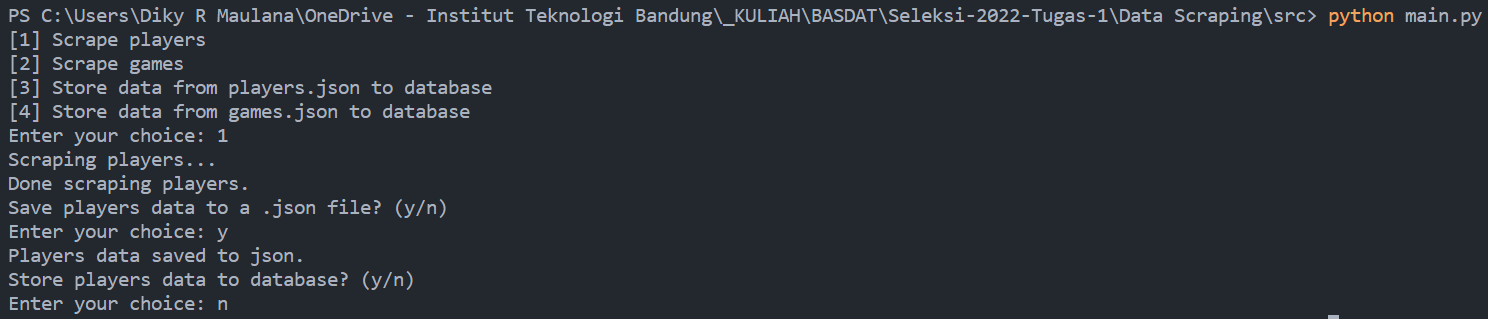 PS C:\Users\Diky R Maulana\OneDrive - Institut Teknologi Bandung\_KULIAH\BASDAT\Seleksi-2022-Tugas-1\Data Scraping\src> python main.py
[1] Scrape players
[2] Scrape games
[3] Store data from players.json to database
[4] Store data from games.json to database
Enter your choice: 1
Scraping players...
Done scraping players.
Save players data to a .json file? (y/n)
Enter your choice: y
Players data saved to json.
Store players data to database? (y/n)
Enter your choice: n